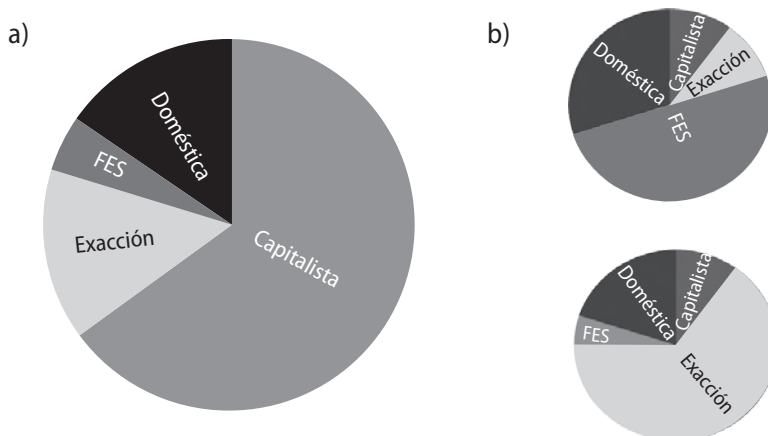 a)
Doméstica
FES
Exacción
Capitalista
b)
Doméstica
Capitalista
Exacción
FES
Doméstica
Capitalista
FES
Exacción